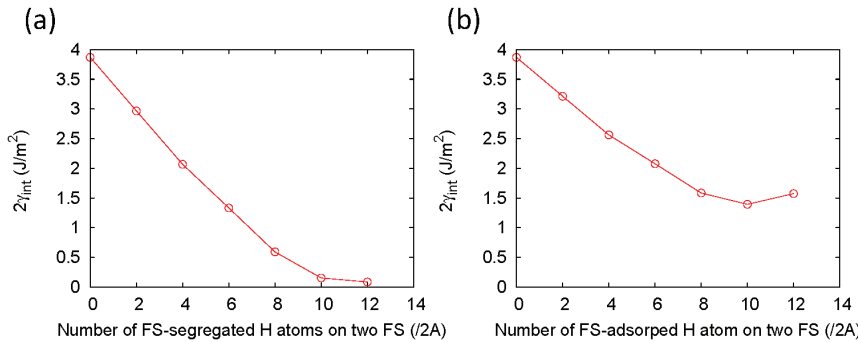 (a)
4
3.5
3
2.5
2
1.5
1
0.5
0
2γint (J/m²)
0 2 4 6 8 10 12 14
Number of FS-segregated H atoms on two FS (/2A)
(b)
4
3.5
3
2.5
2
1.5
1
0.5
0
2γint (J/m²)
0 2 4 6 8 10 12 14
Number of FS-adsorped H atom on two FS (/2A)